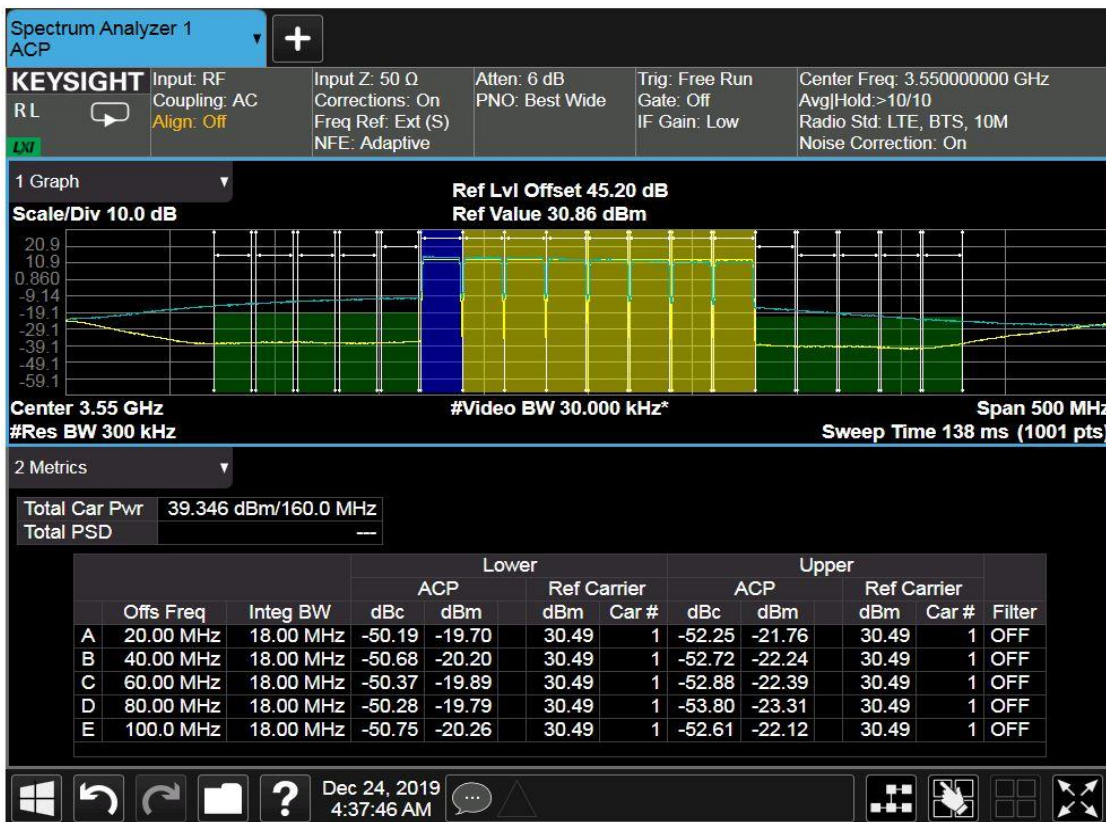 Spectrum Analyzer 1
ACP
KEYSIGHT Input: RF Input Z: 50 Ω Atten: 6 dB Trig: Free Run Center Freq: 3.550000000 GHz
RL Coupling: AC Corrections: On PNO: Best Wide Gate: Off Avg|Hold:>10/10
Align: Off Freq Ref: Ext (S) IF Gain: Low Radio Std: LTE, BTS, 10M
LXI NFE: Adaptive Noise Correction: On
1 Graph
Ref Lvl Offset 45.20 dB
Scale/Div 10.0 dB Ref Value 30.86 dBm
20.9
10.9
0.860
-9.14
-19.1
-29.1
-39.1
-49.1
-59.1
Center 3.55 GHz #Video BW 30.000 kHz* Span 500 MHz
#Res BW 300 kHz Sweep Time 138 ms (1001 pts)
2 Metrics
Total Car Pwr 39.346 dBm/160.0 MHz
Total PSD ---
Lower Upper
ACP Ref Carrier ACP Ref Carrier
Offs Freq Integ BW dBc dBm dBm Car # dBc dBm dBm Car # Filter
A 20.00 MHz 18.00 MHz -50.19 -19.70 30.49 1 -52.25 -21.76 30.49 1 OFF
B 40.00 MHz 18.00 MHz -50.68 -20.20 30.49 1 -52.72 -22.24 30.49 1 OFF
C 60.00 MHz 18.00 MHz -50.37 -19.89 30.49 1 -52.88 -22.39 30.49 1 OFF
D 80.00 MHz 18.00 MHz -50.28 -19.79 30.49 1 -53.80 -23.31 30.49 1 OFF
E 100.0 MHz 18.00 MHz -50.75 -20.26 30.49 1 -52.61 -22.12 30.49 1 OFF
? Dec 24, 2019
4:37:46 AM